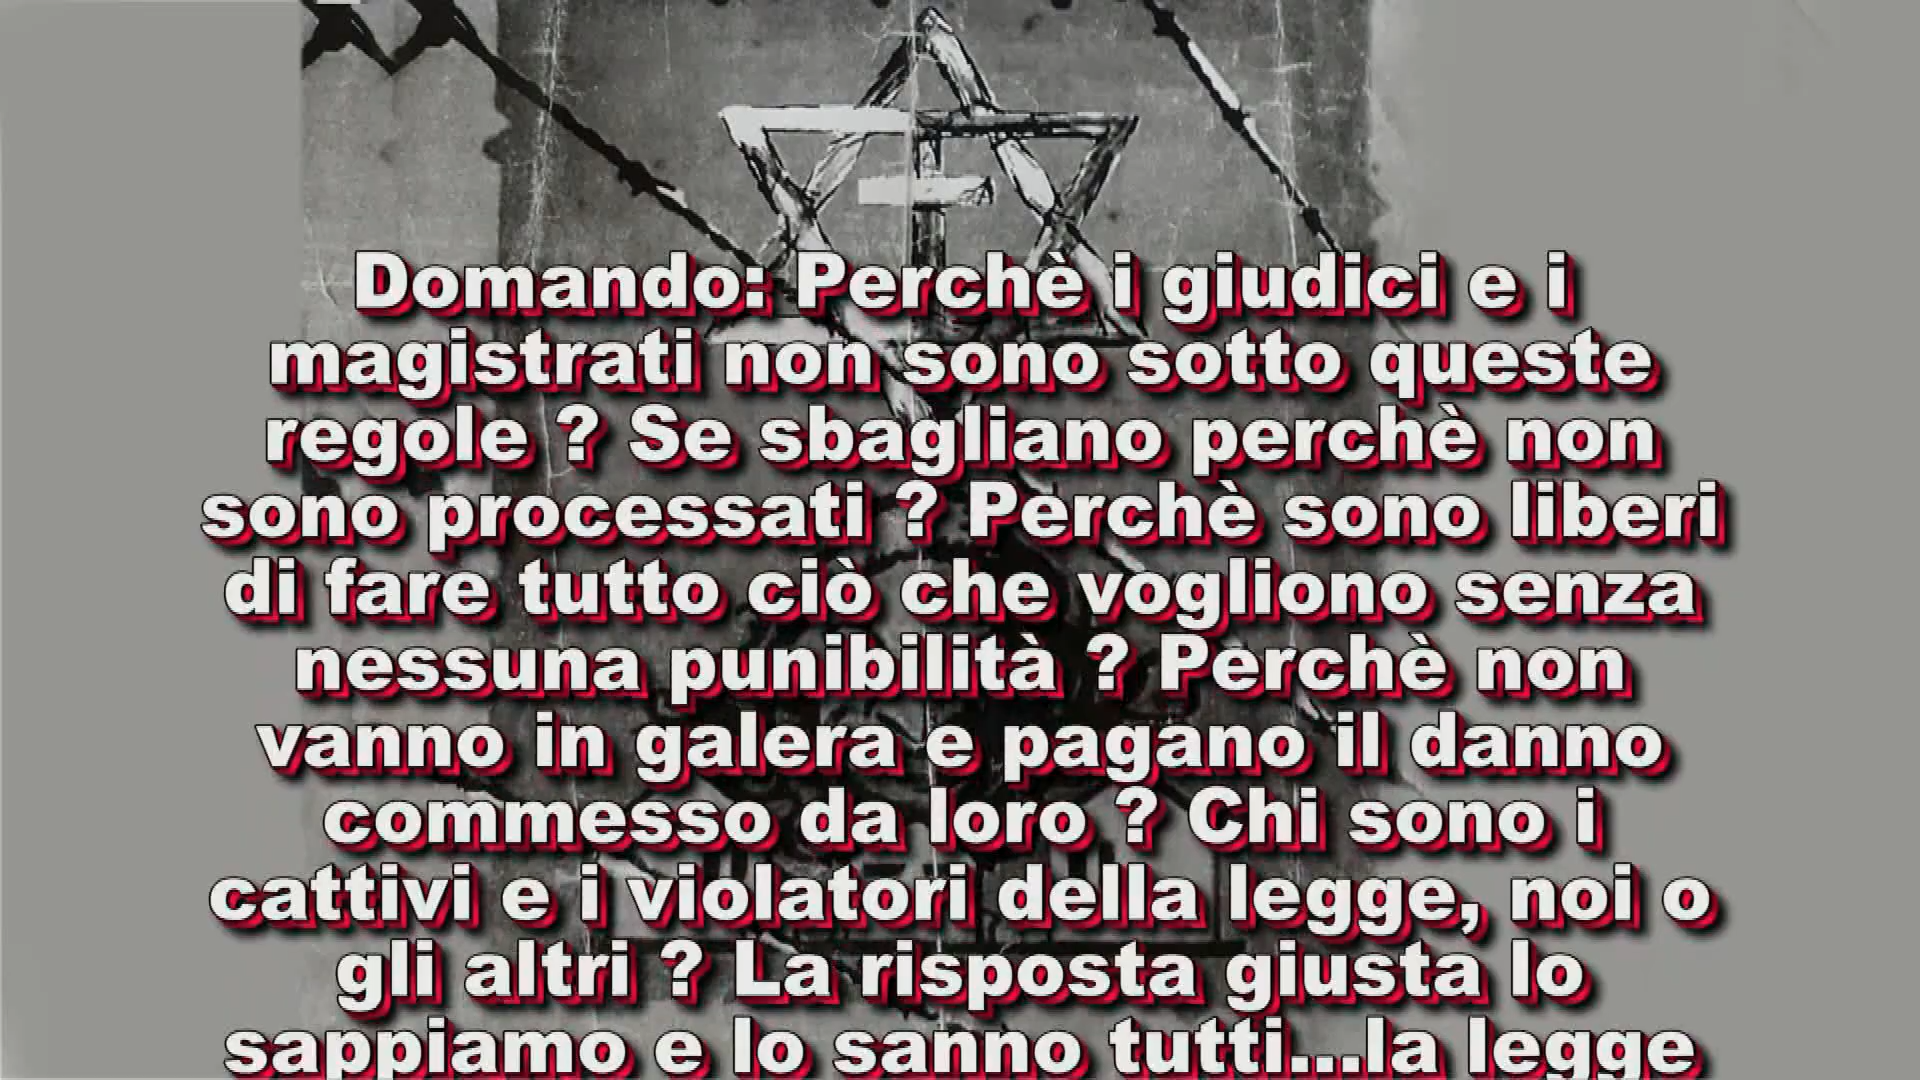 Domando: Perchè i giudici e i
magistrati non sono sotto queste
regole ? Se sbagliano perchè non
sono processati ? Perchè sono liberi
di fare tutto ciò che vogliono senza
nessuna punibilità ? Perchè non
vanno in galera e pagano il danno
commesso da loro ? Chi sono i
cattivi e i violatori della legge, noi o
gli altri ? La risposta giusta lo
sappiamo e lo sanno tutti...la legge